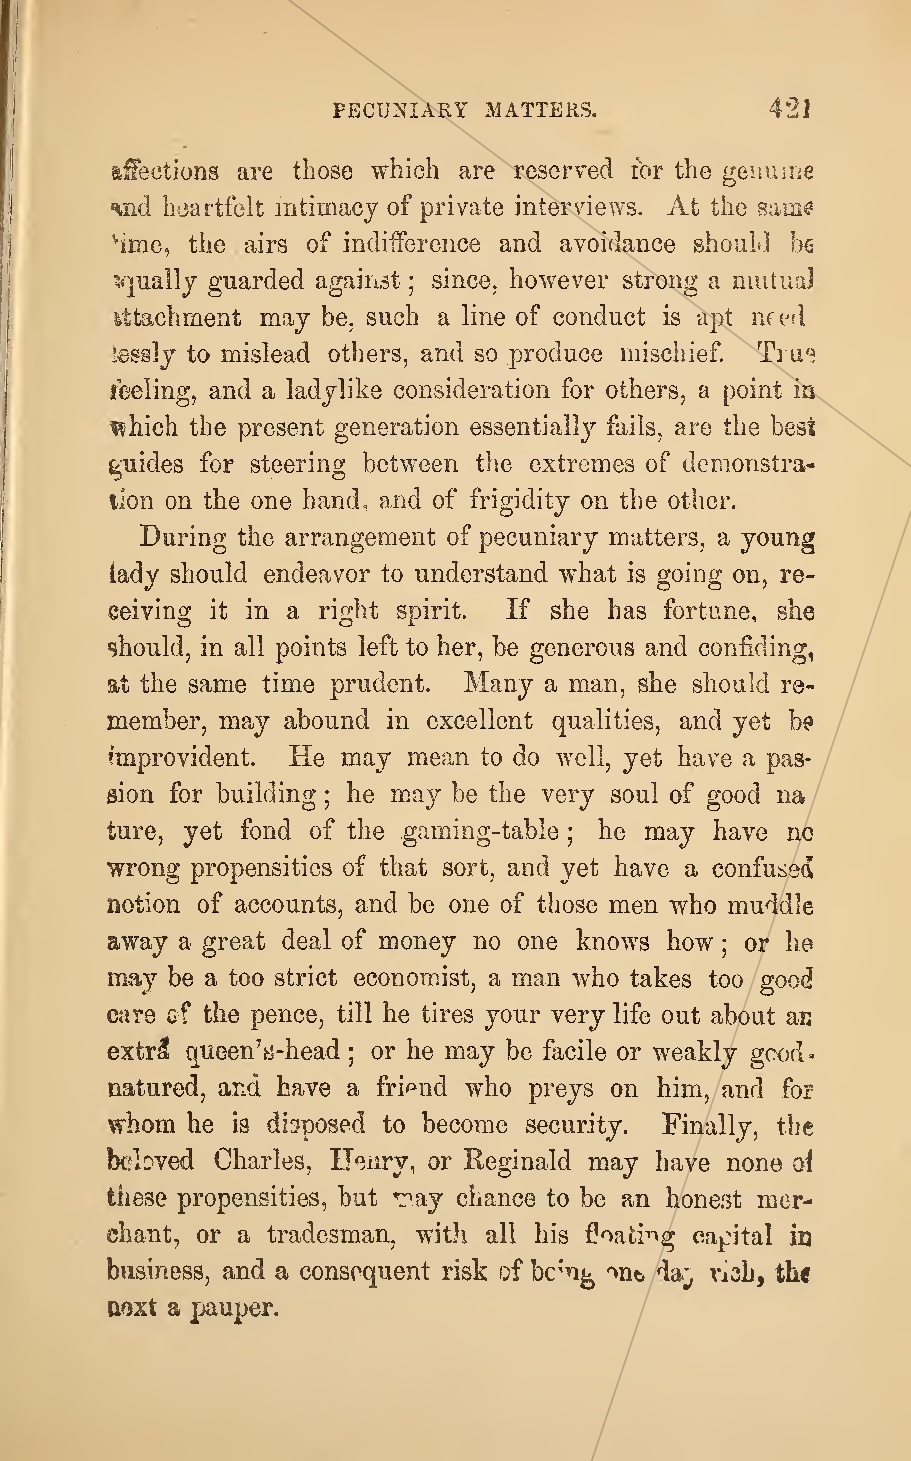 PECUNIARY MATTERS. 421
affections are those which are reserved for the genuine
and heartfelt intimacy of private interviews. At the same
time, the airs of indifference and avoidance should be
equally guarded against; since, however strong a mutual
attachment may be, such a line of conduct is apt need
lessly to mislead others, and so produce mischief. True
feeling, and a ladylike consideration for others, a point in
which the present generation essentially fails, are the best
guides for steering between the extremes of demonstra-
tion on the one hand, and of frigidity on the other.
During the arrangement of pecuniary matters, a young
lady should endeavor to understand what is going on, re-
ceiving it in a right spirit. If she has fortune, she
should, in all points left to her, be generous and confiding,
at the same time prudent. Many a man, she should re-
member, may abound in excellent qualities, and yet be
improvident. He may mean to do well, yet have a pas-
sion for building; he may be the very soul of good na
ture, yet fond of the gaming-table; he may have no
wrong propensities of that sort, and yet have a confused
notion of accounts, and be one of those men who muddle
away a great deal of money no one knows how; or he
may be a too strict economist, a man who takes too good
care of the pence, till he tires your very life out about an
extra queen's-head; or he may be facile or weakly good-
natured, and have a friend who preys on him, and for
whom he is disposed to become security. Finally, the
beloved Charles, Henry, or Reginald may have none of
these propensities, but may chance to be an honest mer-
chant, or a tradesman, with all his floating capital in
business, and a consequent risk of being one day rich, the
next a pauper.